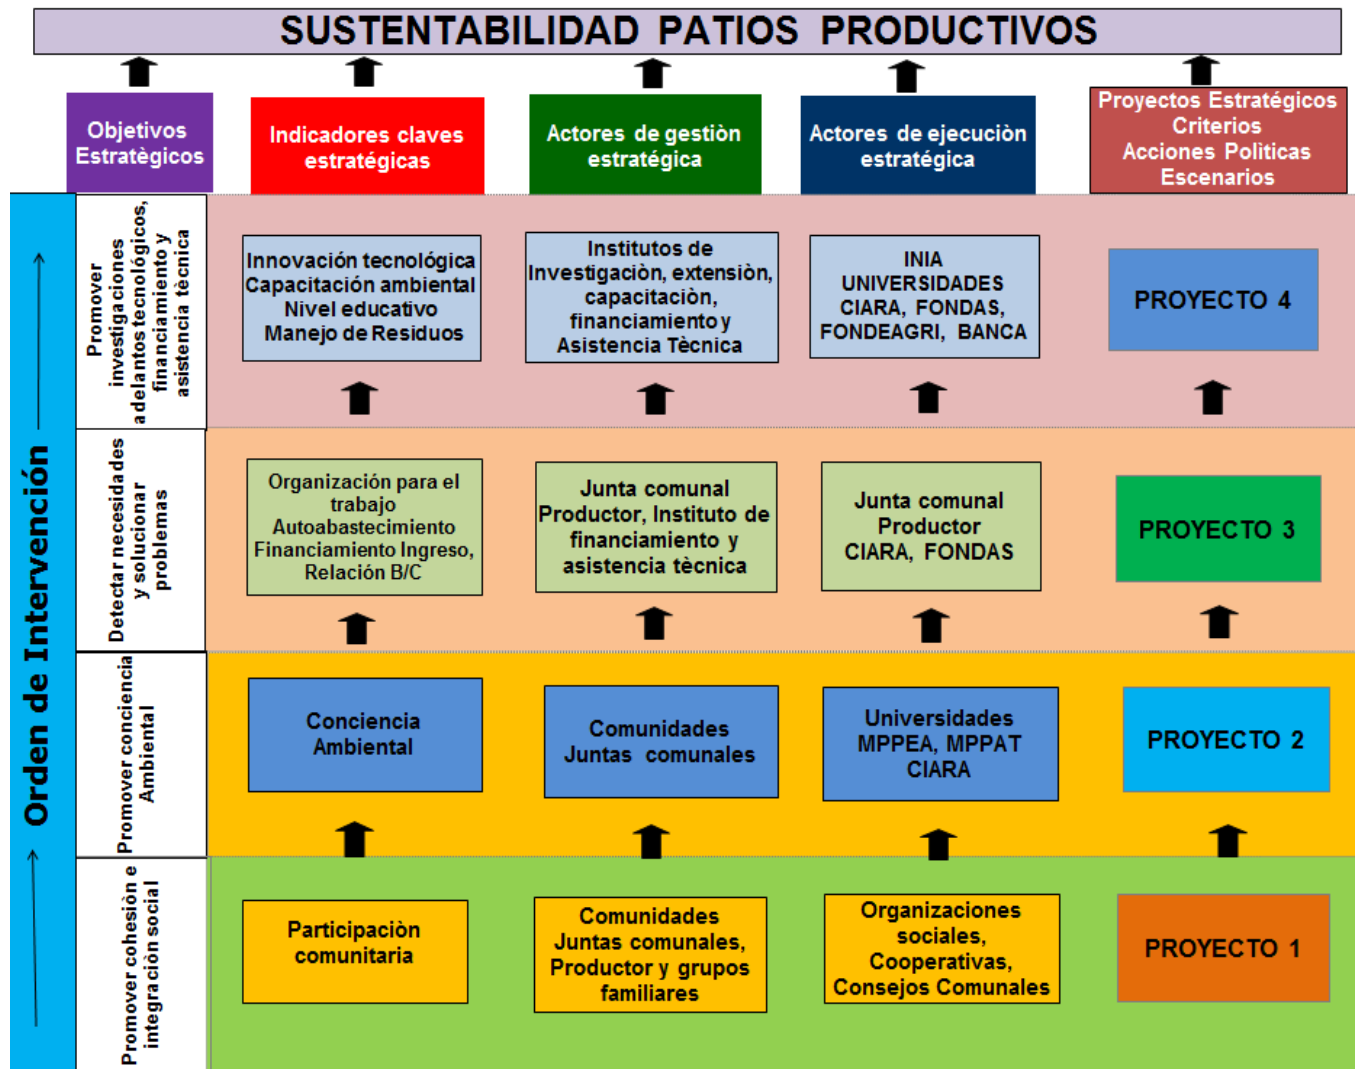 SUSTENTABILIDAD PATIOS PRODUCTIVOS
Objetivos
Estratègicos
Indicadores claves
estratégicas
Actores de gestiòn
estratégica
Actores de ejecuciòn
estratégica
Proyectos Estratégicos
Criterios
Acciones Politicas
Escenarios
Orden de Intervención
Promover
investigaciones
adelantos tecnológicos,
financiamiento y
asistencia tècnica
Innovación tecnológica
Capacitación ambiental
Nivel educativo
Manejo de Residuos
Institutos de
Investigaciòn, extensiòn,
capacitaciòn,
financiamiento y
Asistencia Tècnica
INIA
UNIVERSIDADES
CIARA, FONDAS,
FONDEAGRI, BANCA
PROYECTO 4
Detectar necesidades
y solucionar
problemas
Organización para el
trabajo
Autoabastecimiento
Financiamiento Ingreso,
Relación B/C
Junta comunal
Productor, Instituto de
financiamiento y
asistencia tècnica
Junta comunal
Productor
CIARA, FONDAS
PROYECTO 3
Promover conciencia
Ambiental
Conciencia
Ambiental
Comunidades
Juntas comunales
Universidades
MPPEA, MPPAT
CIARA
PROYECTO 2
Promover cohesiòn e
integraciòn social
Participaciòn
comunitaria
Comunidades
Juntas comunales,
Productor y grupos
familiares
Organizaciones
sociales,
Cooperativas,
Consejos Comunales
PROYECTO 1